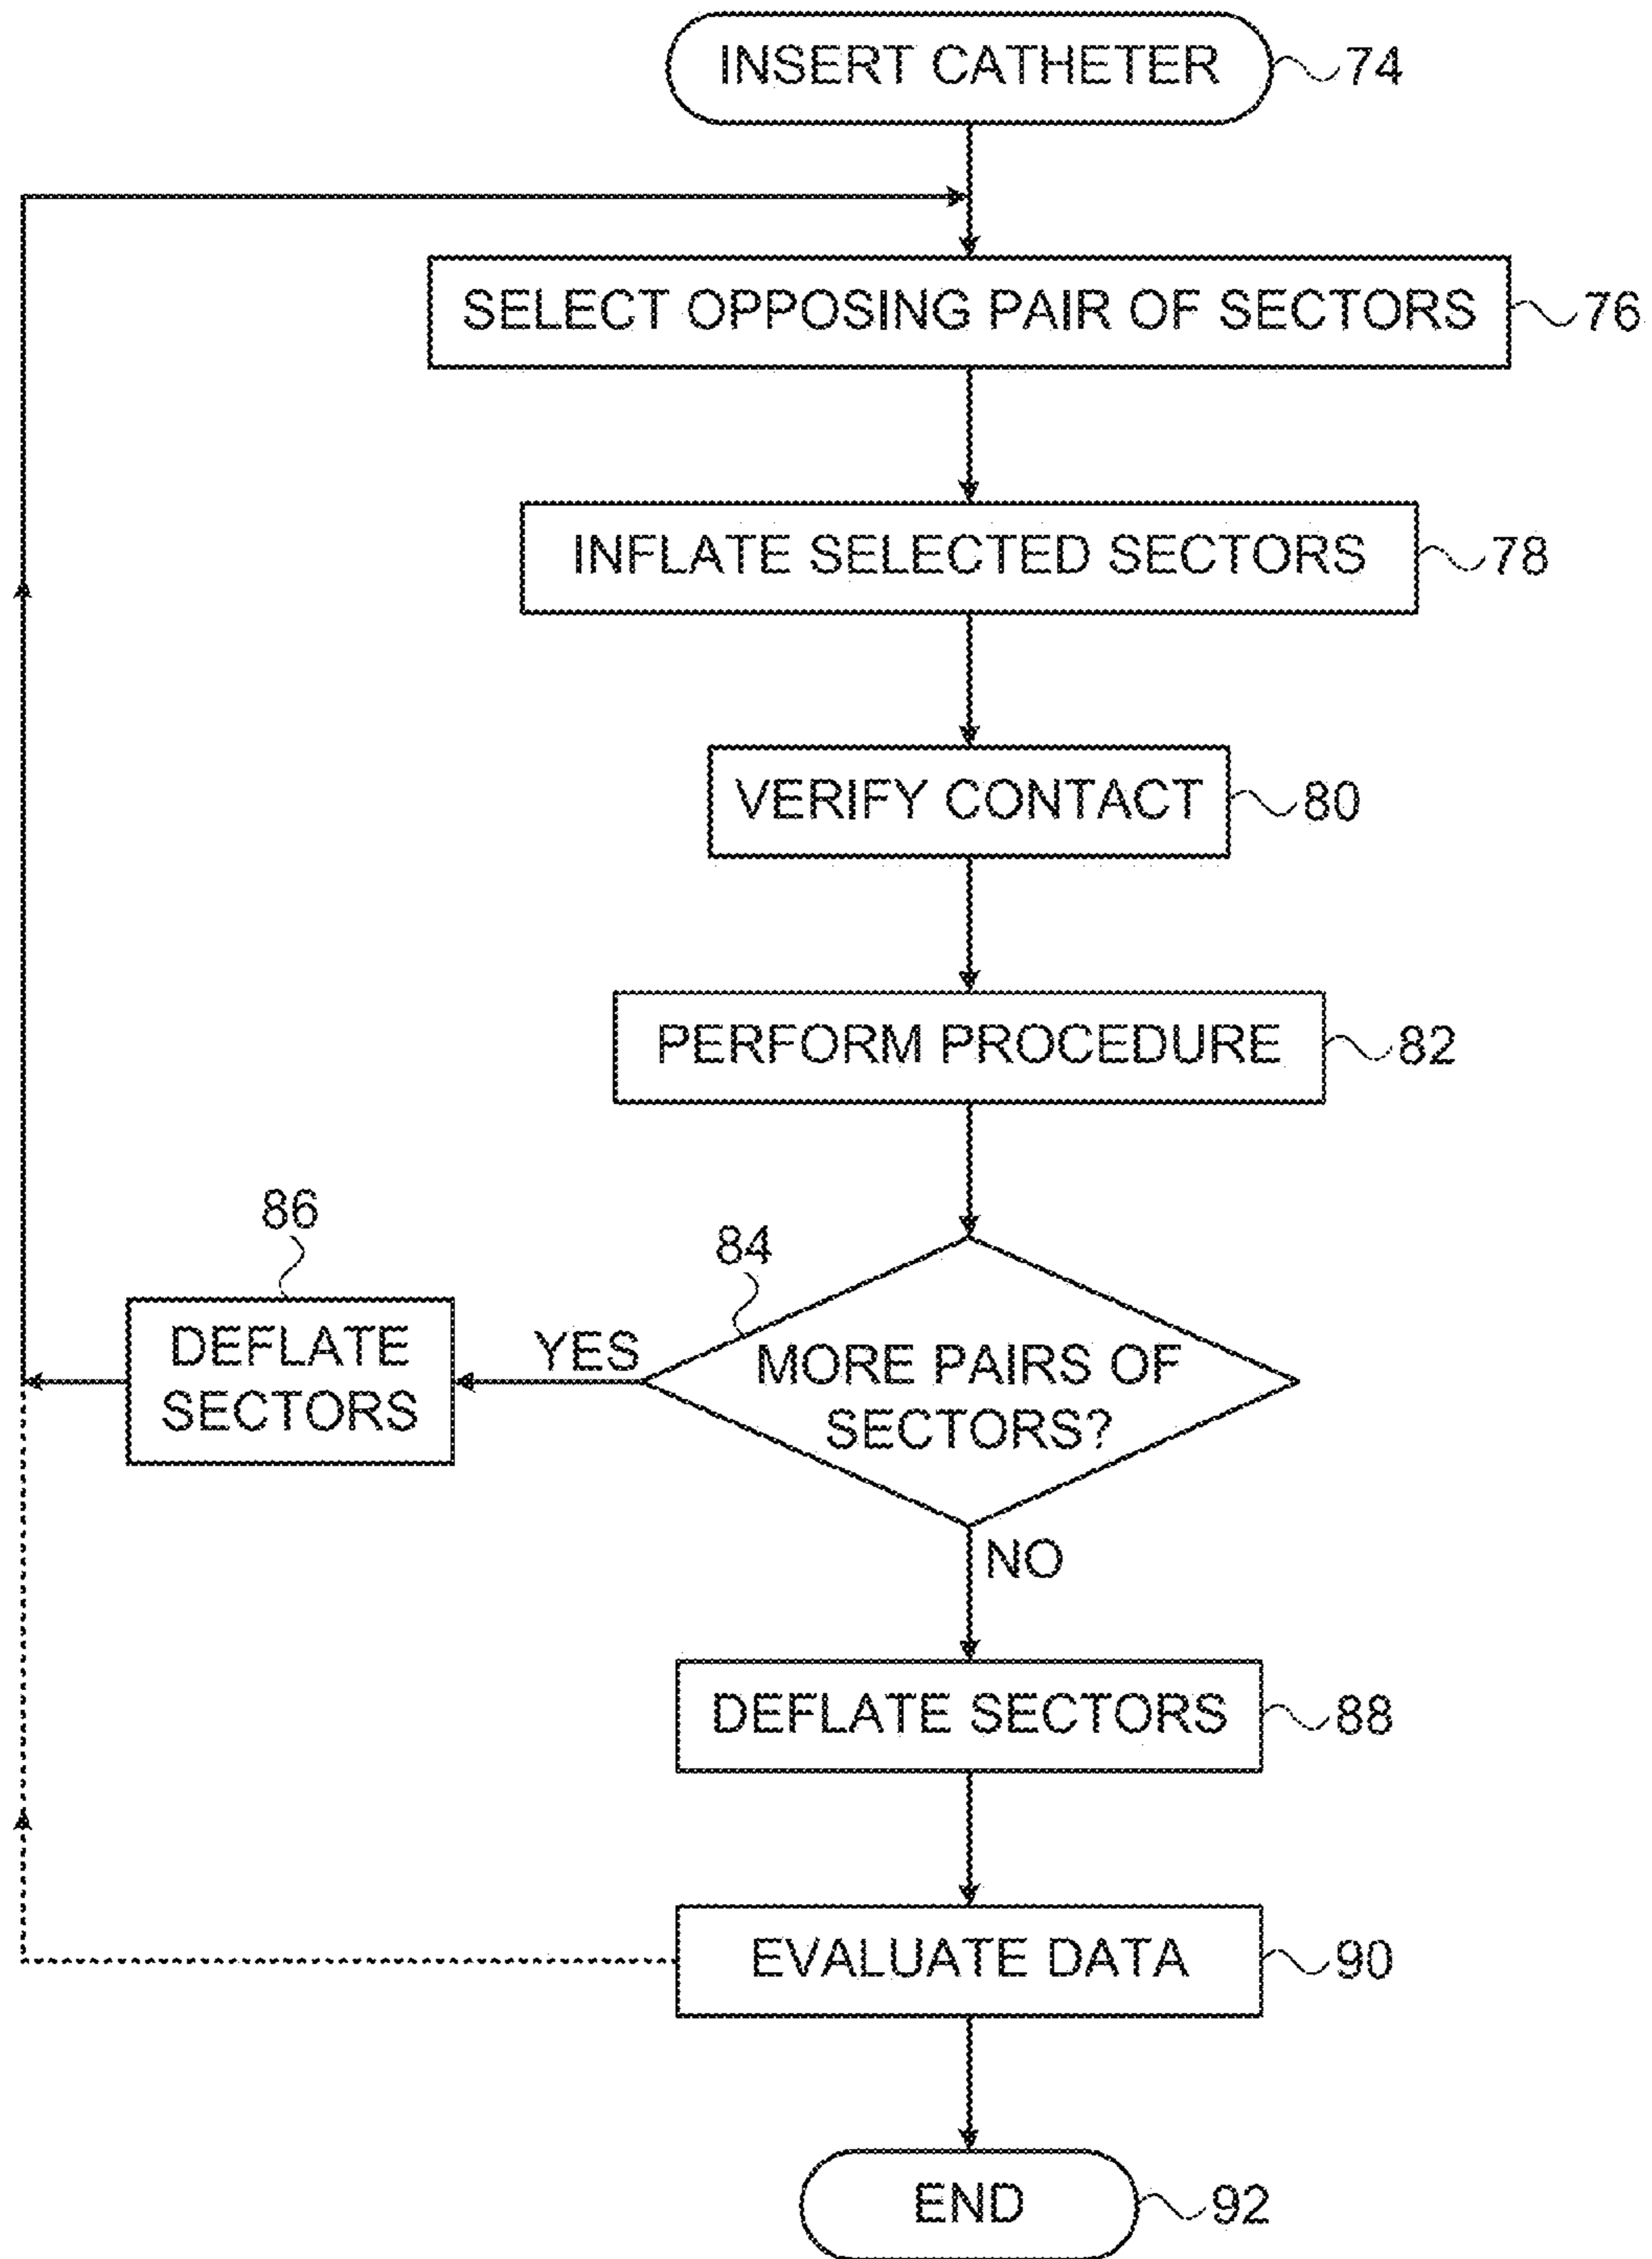 INSERT CATHETER
74
SELECT OPPOSING PAIR OF SECTORS
76
INFLATE SELECTED SECTORS
78
VERIFY CONTACT
80
PERFORM PROCEDURE
82
86
84
DEFLATE
SECTORS
YES
MORE PAIRS OF
SECTORS?
NO
DEFLATE SECTORS
88
EVALUATE DATA
90
END
92